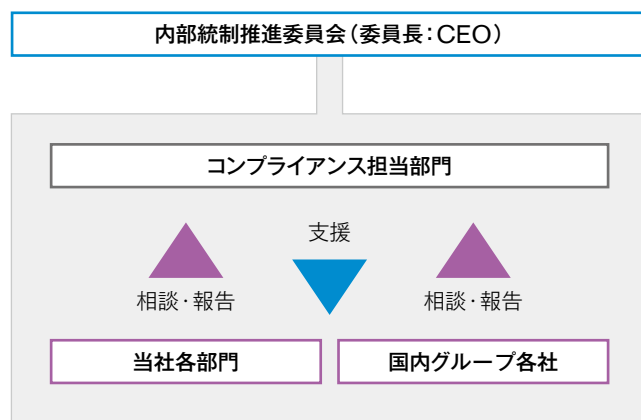 内部統制推進委員会（委員長：CEO）
コンプライアンス担当部門
支援
相談・報告
相談・報告
当社各部門
国内グループ各社